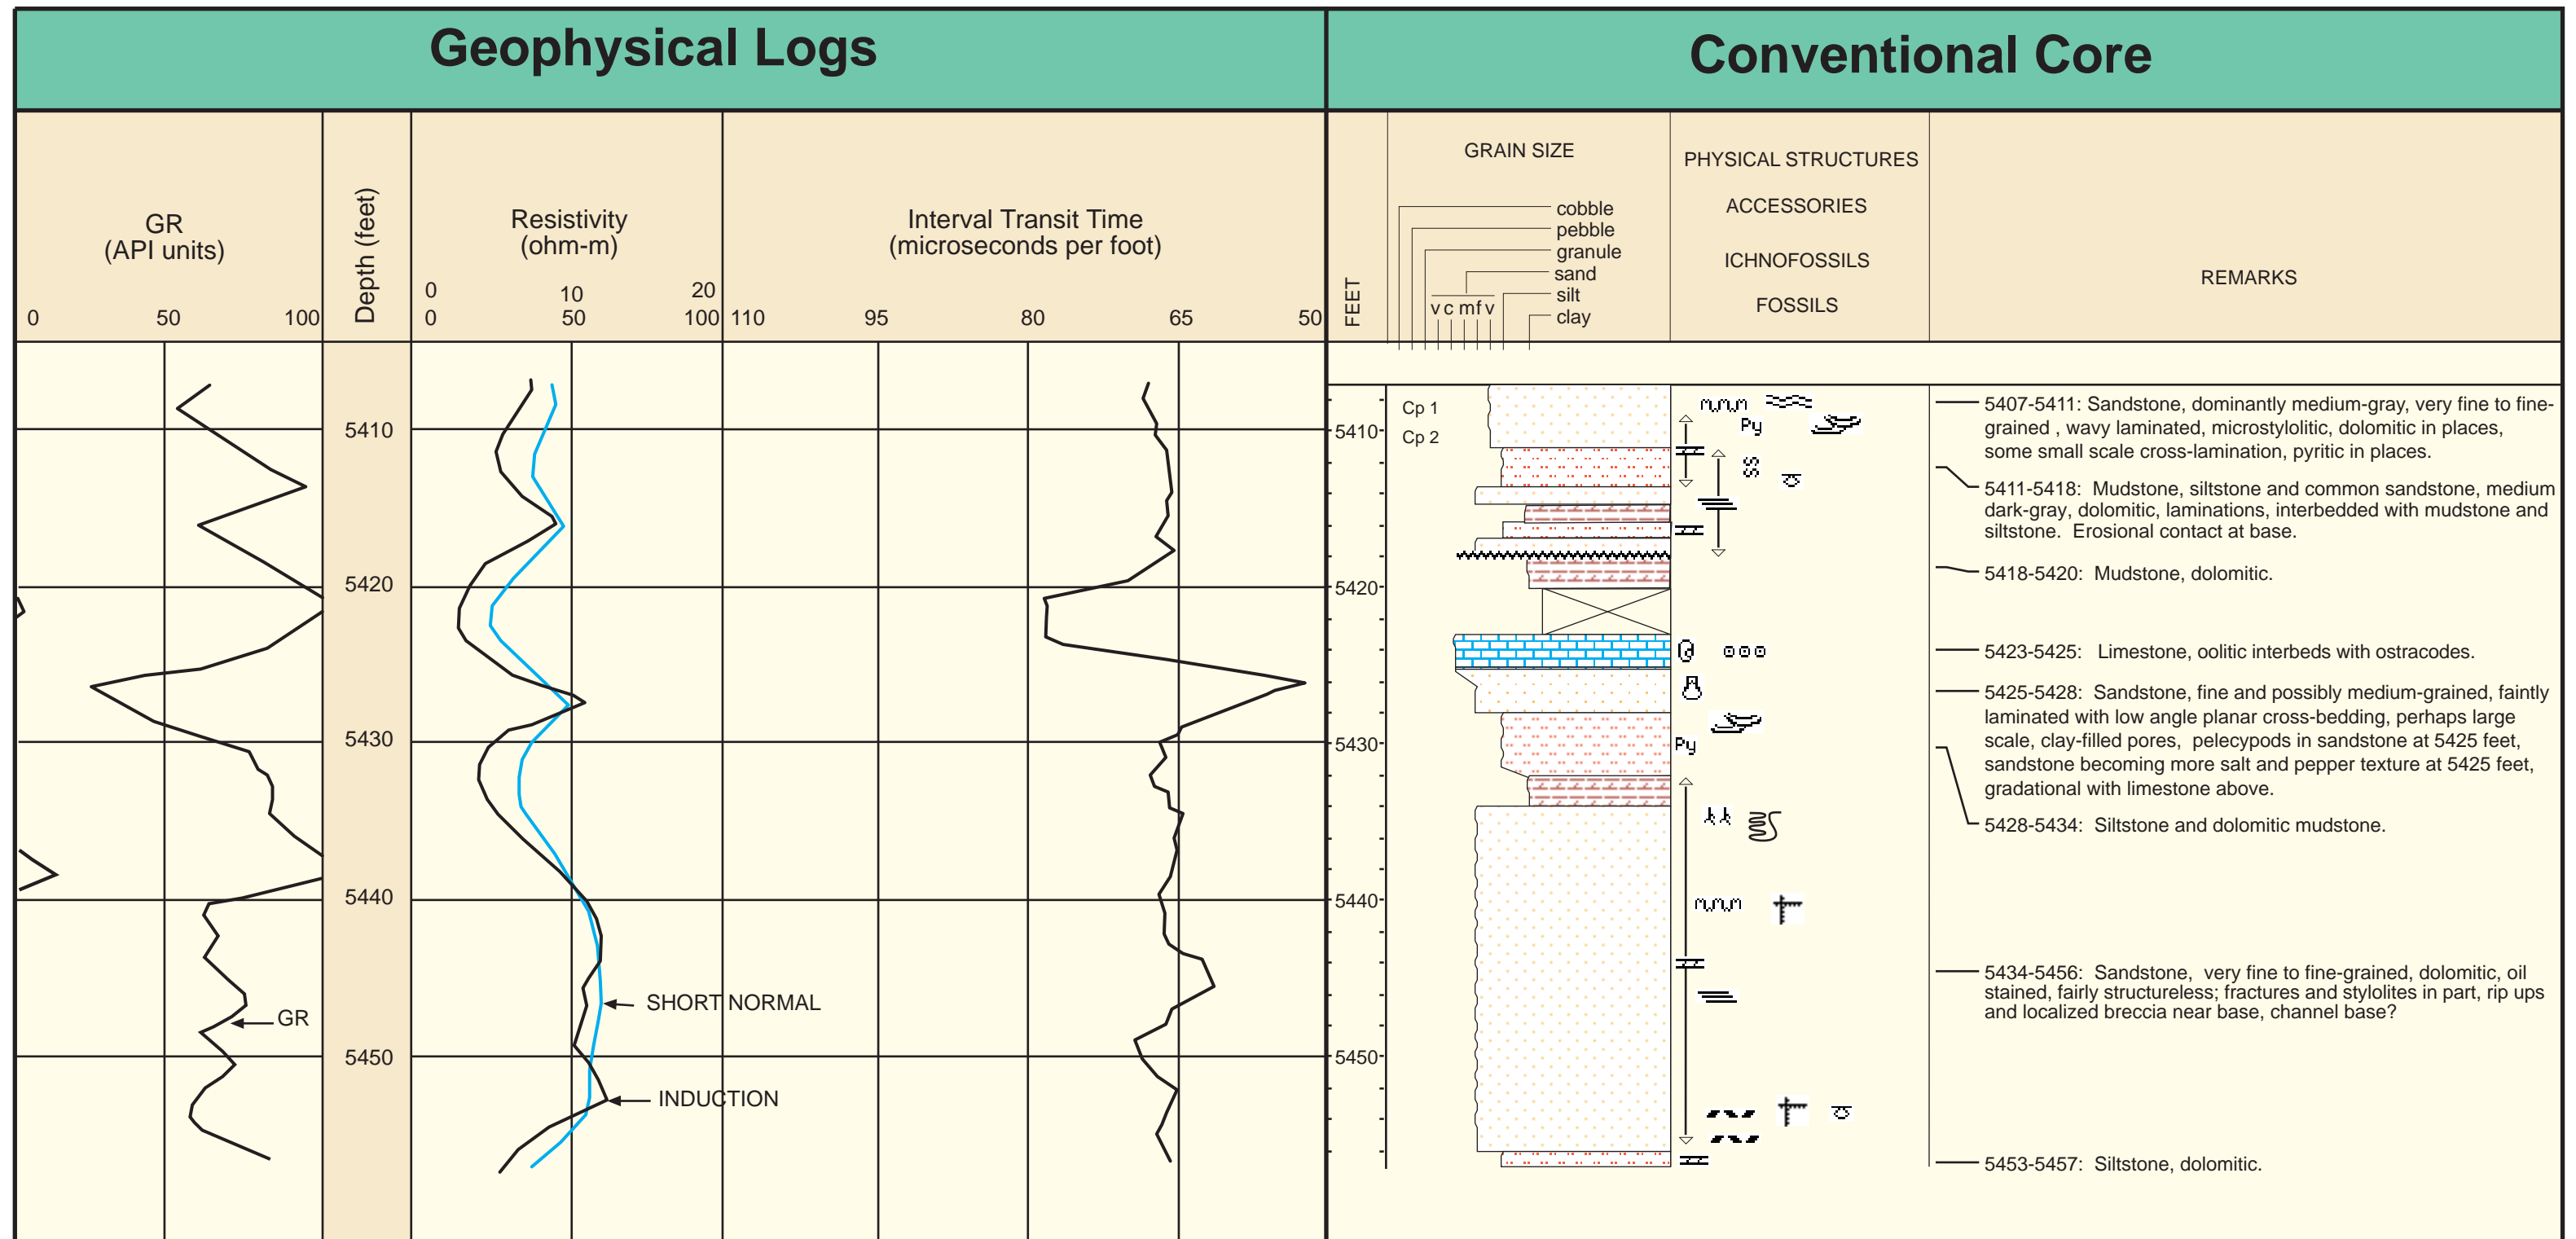 Geophysical Logs
Conventional Core
GR
(API units)
0 50 100
Depth (feet)
Resistivity
(ohm-m)
0 10 20
0 50 100
Interval Transit Time
(microseconds per foot)
110 95 80 65 50
FEET
GRAIN SIZE
cobble
pebble
granule
sand
silt
clay
v c m f v
PHYSICAL STRUCTURES
ACCESSORIES
ICHNOFOSSILS
FOSSILS
REMARKS
5410
5420
5430
5440
5450
GR
SHORT NORMAL
INDUCTION
5410
5420
5430
5440
5450
Cp 1
Cp 2
Py
Py
5407-5411: Sandstone, dominantly medium-gray, very fine to fine-
grained , wavy laminated, microstylolitic, dolomitic in places,
some small scale cross-lamination, pyritic in places.
5411-5418: Mudstone, siltstone and common sandstone, medium
dark-gray, dolomitic, laminations, interbedded with mudstone and
siltstone. Erosional contact at base.
5418-5420: Mudstone, dolomitic.
5423-5425: Limestone, oolitic interbeds with ostracodes.
5425-5428: Sandstone, fine and possibly medium-grained, faintly
laminated with low angle planar cross-bedding, perhaps large
scale, clay-filled pores, pelecypods in sandstone at 5425 feet,
sandstone becoming more salt and pepper texture at 5425 feet,
gradational with limestone above.
5428-5434: Siltstone and dolomitic mudstone.
5434-5456: Sandstone, very fine to fine-grained, dolomitic, oil
stained, fairly structureless; fractures and stylolites in part, rip ups
and localized breccia near base, channel base?
5453-5457: Siltstone, dolomitic.